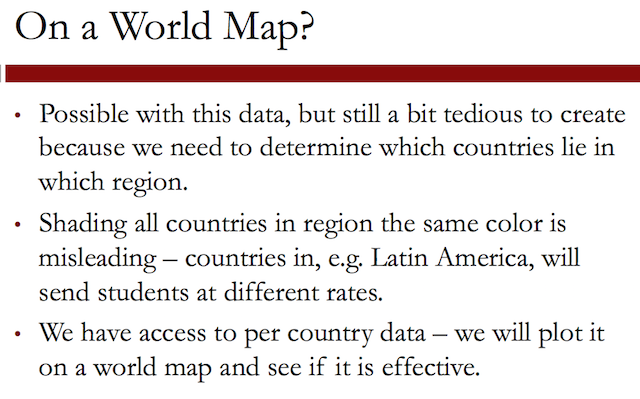 On a World Map?
• Possible with this data, but still a bit tedious to create
because we need to determine which countries lie in
which region.
• Shading all countries in region the same color is
misleading – countries in, e.g. Latin America, will
send students at different rates.
• We have access to per country data – we will plot it
on a world map and see if it is effective.